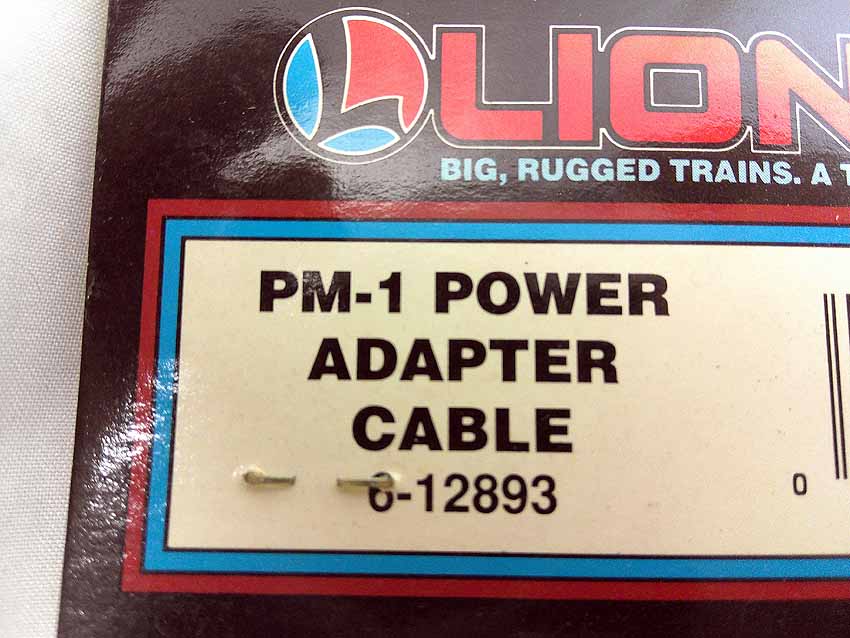 LION
BIG, RUGGED TRAINS. A
PM-1 POWER
ADAPTER
CABLE
6-12893
0